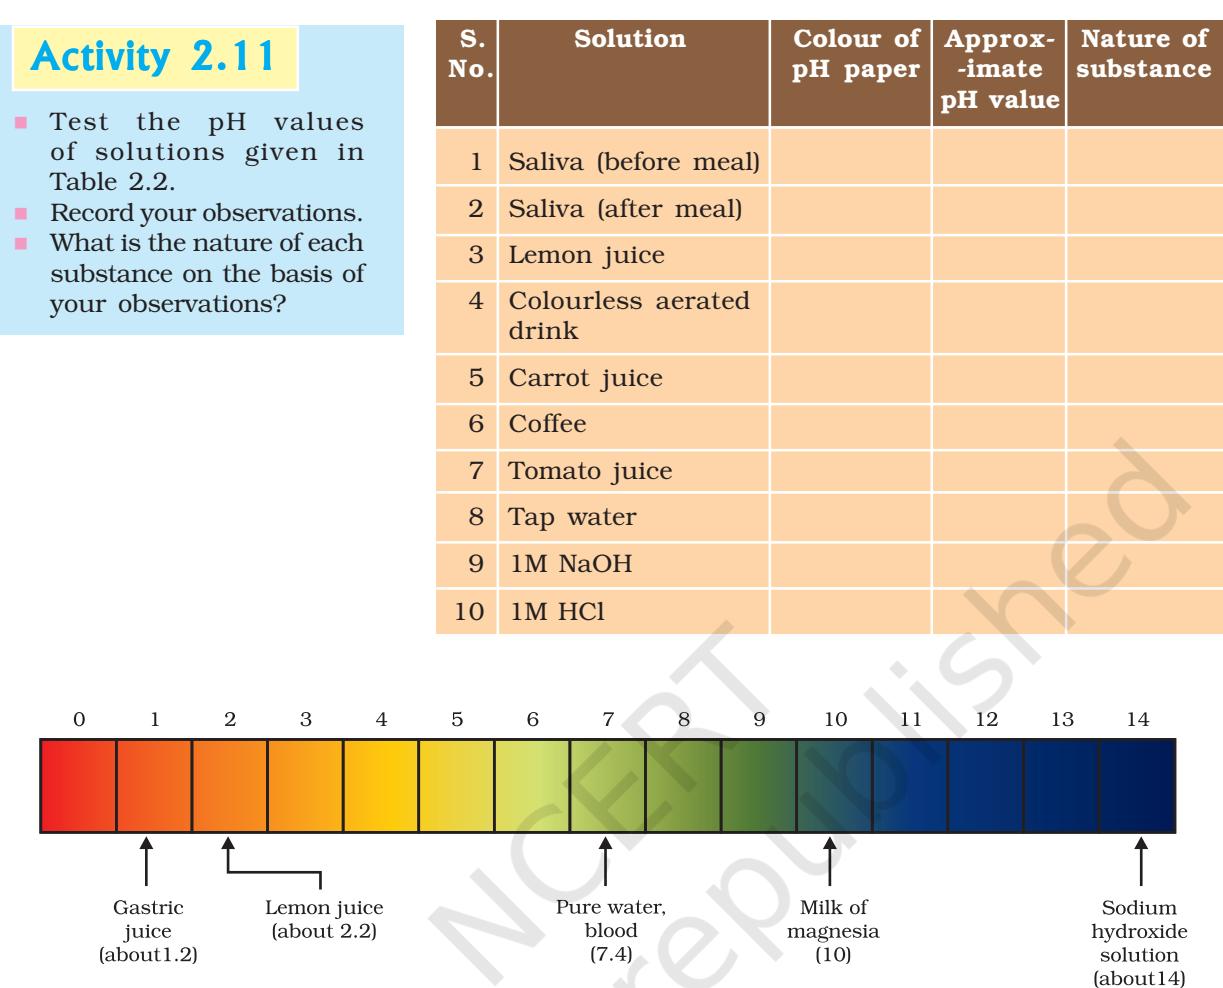 Activity 2.11
Test the pH values
of solutions given in
Table 2.2.
Record your observations.
What is the nature of each
substance on the basis of
your observations?
S. No. Solution Colour of pH paper Approx- -imate pH value Nature of substance
1 Saliva (before meal)
2 Saliva (after meal)
3 Lemon juice
4 Colourless aerated
drink
5 Carrot juice
6 Coffee
7 Tomato juice
8 Tap water
9 1M NaOH
10 1M HCl
0 1 2 3 4 5 6 7 8 9 10 11 12 13 14
Gastric
juice
(about1.2)
Lemon juice
(about 2.2)
Pure water,
blood
(7.4)
Milk of
magnesia
(10)
Sodium
hydroxide
solution
(about14)
NCERT
republished